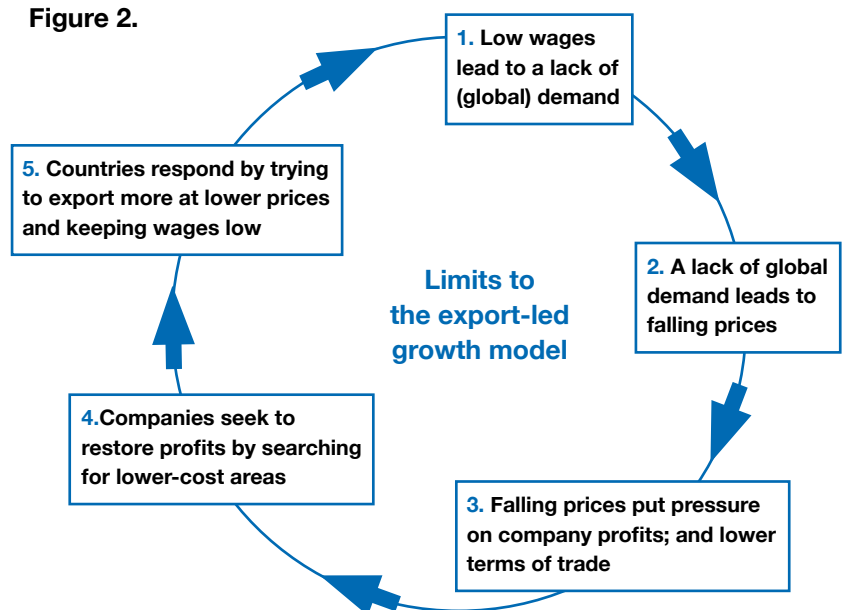 Figure 2.
1. Low wages
lead to a lack of
(global) demand
2. A lack of global
demand leads to
falling prices
3. Falling prices put pressure
on company profits; and lower
terms of trade
4.Companies seek to
restore profits by searching
for lower-cost areas
5. Countries respond by trying
to export more at lower prices
and keeping wages low
Limits to
the export-led
growth model